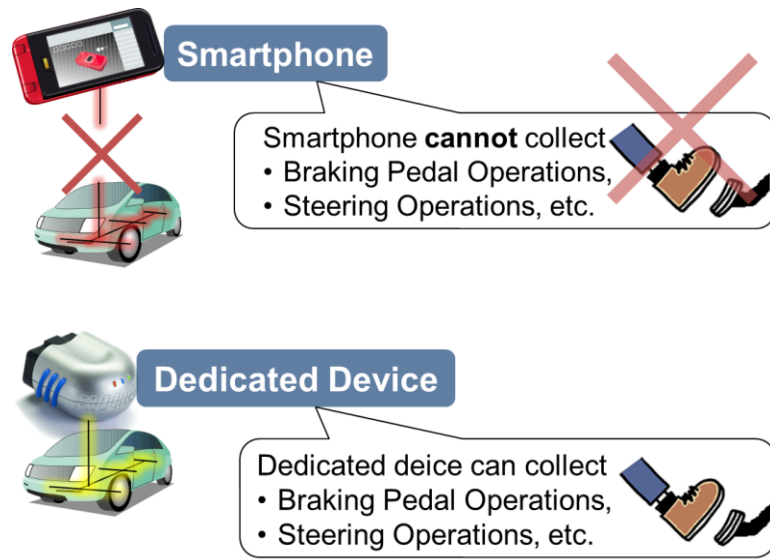 Smartphone
Smartphone cannot collect
• Braking Pedal Operations,
• Steering Operations, etc.
Dedicated Device
Dedicated deice can collect
• Braking Pedal Operations,
• Steering Operations, etc.